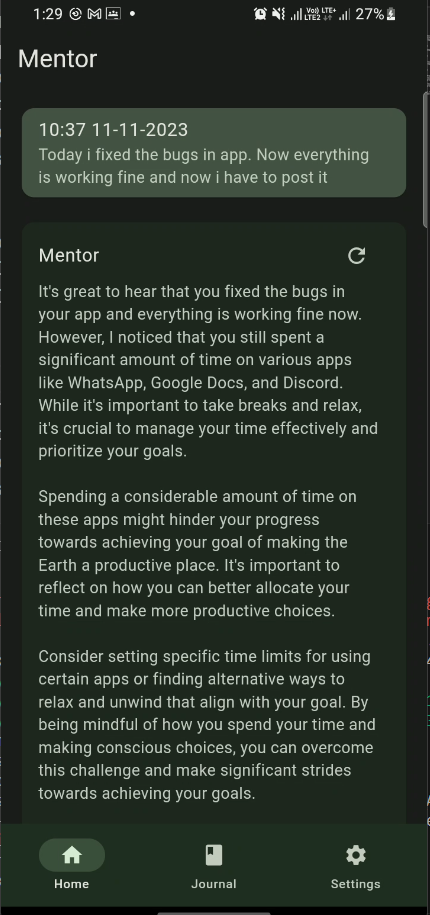 1:29
Vo) LTE+
LTE2
27%
Mentor
10:37 11-11-2023
Today i fixed the bugs in app. Now everything
is working fine and now i have to post it
Mentor
It's great to hear that you fixed the bugs in
your app and everything is working fine now.
However, I noticed that you still spent a
significant amount of time on various apps
like WhatsApp, Google Docs, and Discord.
While it's important to take breaks and relax,
it's crucial to manage your time effectively and
prioritize your goals.
Spending a considerable amount of time on
these apps might hinder your progress
towards achieving your goal of making the
Earth a productive place. It's important to
reflect on how you can better allocate your
time and make more productive choices.
Consider setting specific time limits for using
certain apps or finding alternative ways to
relax and unwind that align with your goal. By
being mindful of how you spend your time and
making conscious choices, you can overcome
this challenge and make significant strides
towards achieving your goals.
Home
Journal
Settings